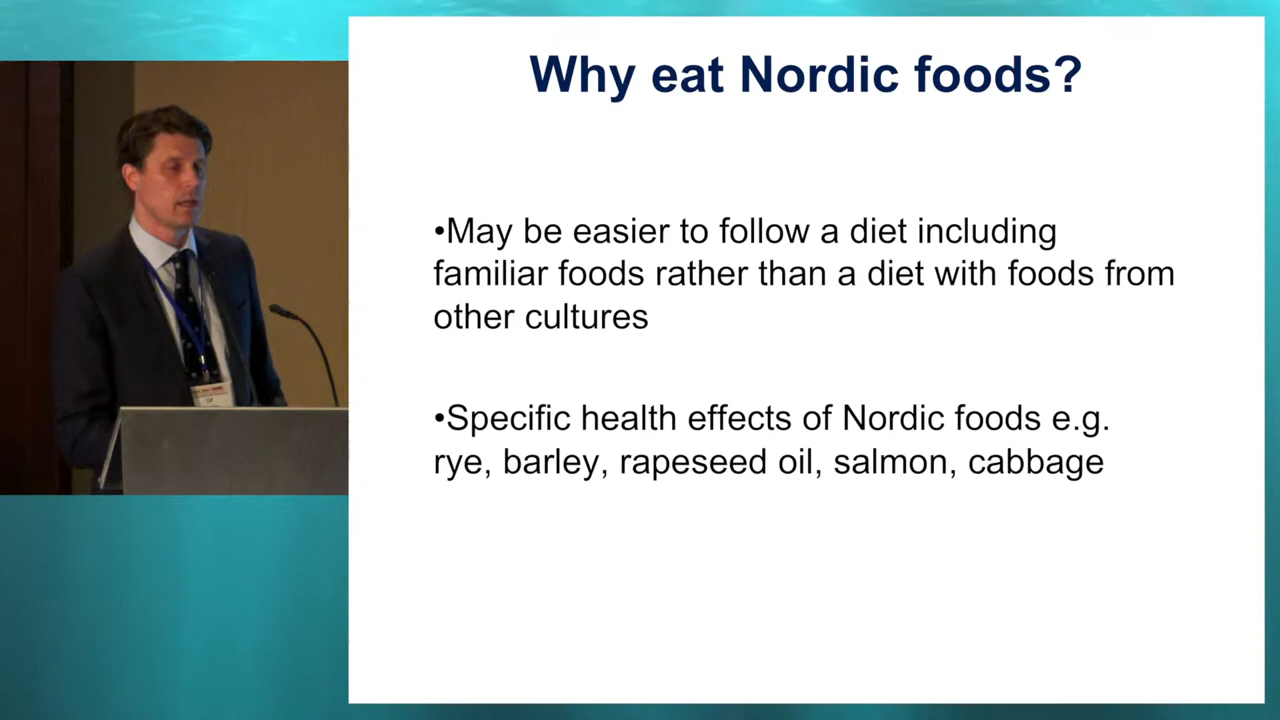 Why eat Nordic foods?
•May be easier to follow a diet including
familiar foods rather than a diet with foods from
other cultures
•Specific health effects of Nordic foods e.g.
rye, barley, rapeseed oil, salmon, cabbage